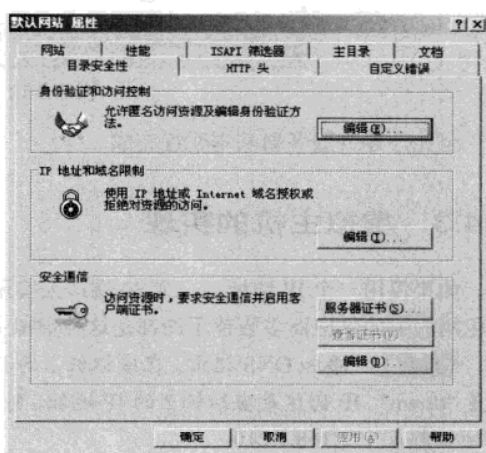 默认网站 属性
网站 性能 ISAPI 筛选器 主目录 文档
目录安全性 HTTP 头 自定义错误
身份验证和访问控制
允许匿名访问资源及编辑身份验证方
法。
编辑(E)...
IP 地址和域名限制
使用 IP 地址或 Internet 域名授权或
拒绝对资源的访问。
编辑(I)...
安全通信
访问资源时，要求安全通信并启用客
户端证书。
服务器证书(S)...
查看证书(V)...
编辑(D)...
确定 取消 应用(A) 帮助